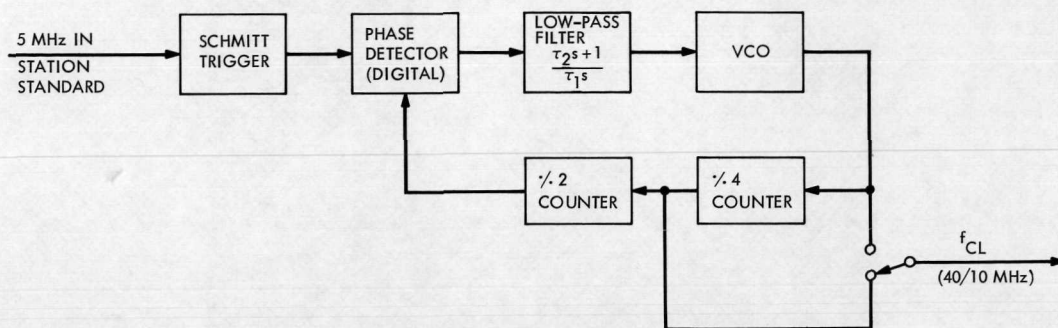 5 MHz IN
STATION
STANDARD
SCHMITT
TRIGGER
PHASE
DETECTOR
(DIGITAL)
LOW-PASS
FILTER
τ2s + 1
τ1s
VCO
·/. 2
COUNTER
·/. 4
COUNTER
fCL
(40/10 MHz)